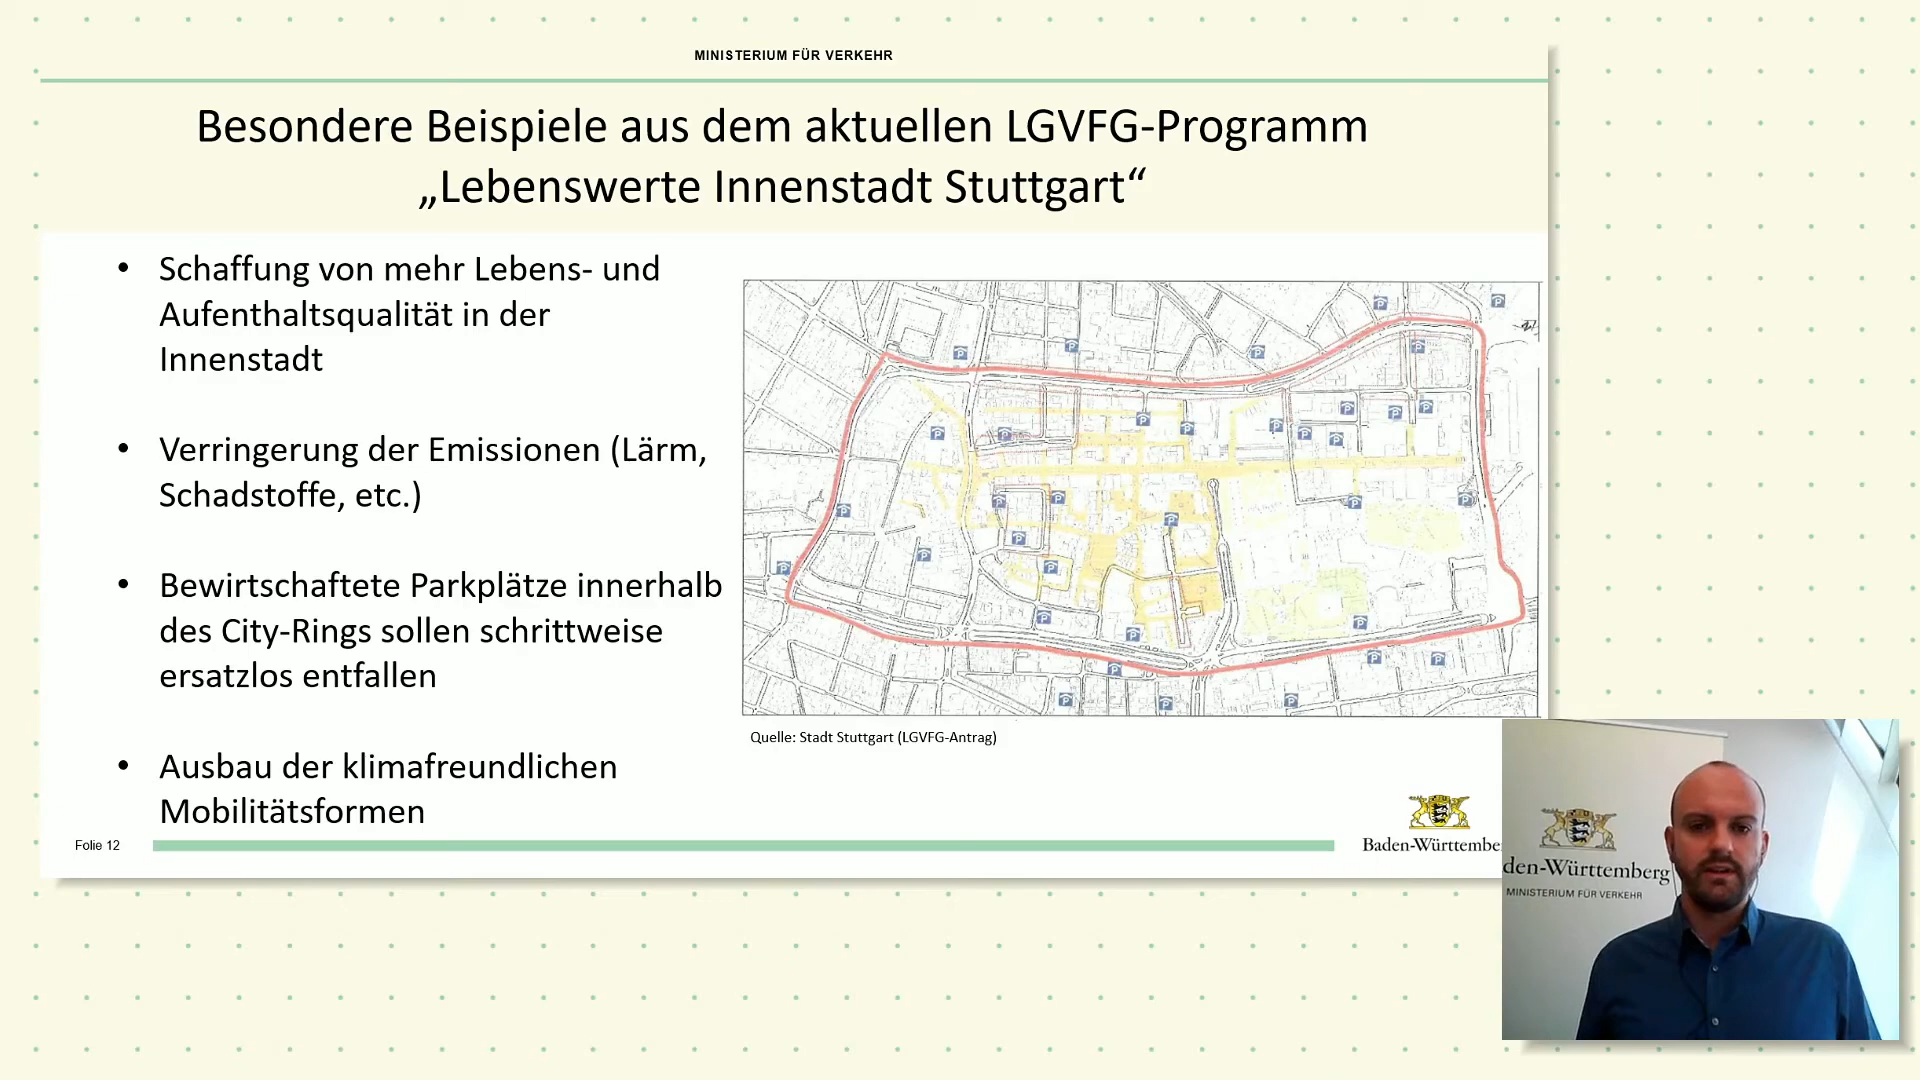 MINISTERIUM FÜR VERKEHR
Besondere Beispiele aus dem aktuellen LGVFG-Programm
„Lebenswerte Innenstadt Stuttgart“
• Schaffung von mehr Lebens- und
Aufenthaltsqualität in der
Innenstadt
• Verringerung der Emissionen (Lärm,
Schadstoffe, etc.)
• Bewirtschaftete Parkplätze innerhalb
des City-Rings sollen schrittweise
ersatzlos entfallen
• Ausbau der klimafreundlichen
Mobilitätsformen
Quelle: Stadt Stuttgart (LGVFG-Antrag)
Folie 12
Baden-Württembe
den-Württemberg
MINISTERIUM FÜR VERKEHR